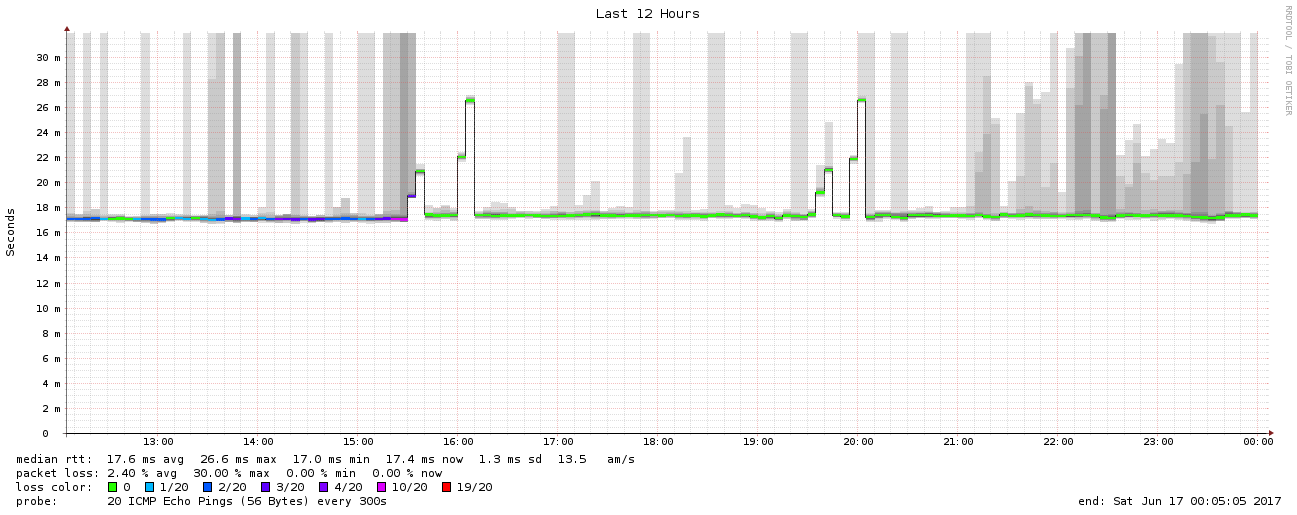 Last 12 Hours
RRDTOOL / TOBI OETIKER
Seconds
30 m
28 m
26 m
24 m
22 m
20 m
18 m
16 m
14 m
12 m
10 m
8 m
6 m
4 m
2 m
0
13:00 14:00 15:00 16:00 17:00 18:00 19:00 20:00 21:00 22:00 23:00 00:00
median rtt: 17.6 ms avg 26.6 ms max 17.0 ms min 17.4 ms now 1.3 ms sd 13.5 am/s
packet loss: 2.40 % avg 30.00 % max 0.00 % min 0.00 % now
loss color: 0 1/20 2/20 3/20 4/20 10/20 19/20
probe: 20 ICMP Echo Pings (56 Bytes) every 300s end: Sat Jun 17 00:05:05 2017